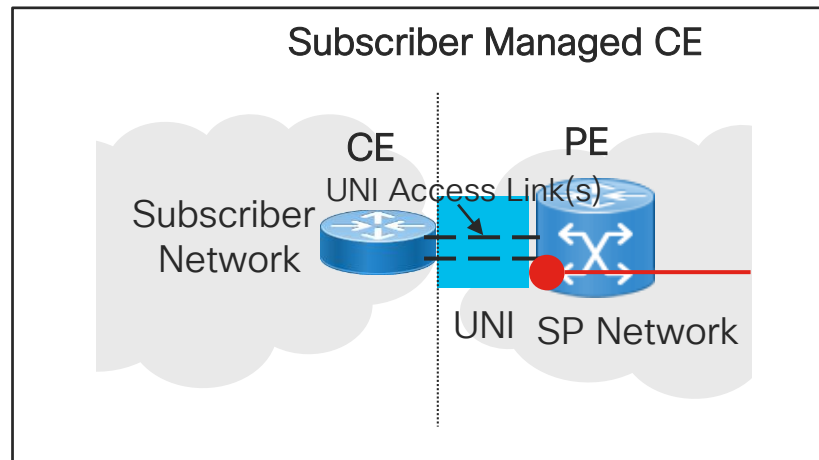 Subscriber Managed CE
CE
PE
UNI Access Link(s)
Subscriber
Network
UNI
SP Network